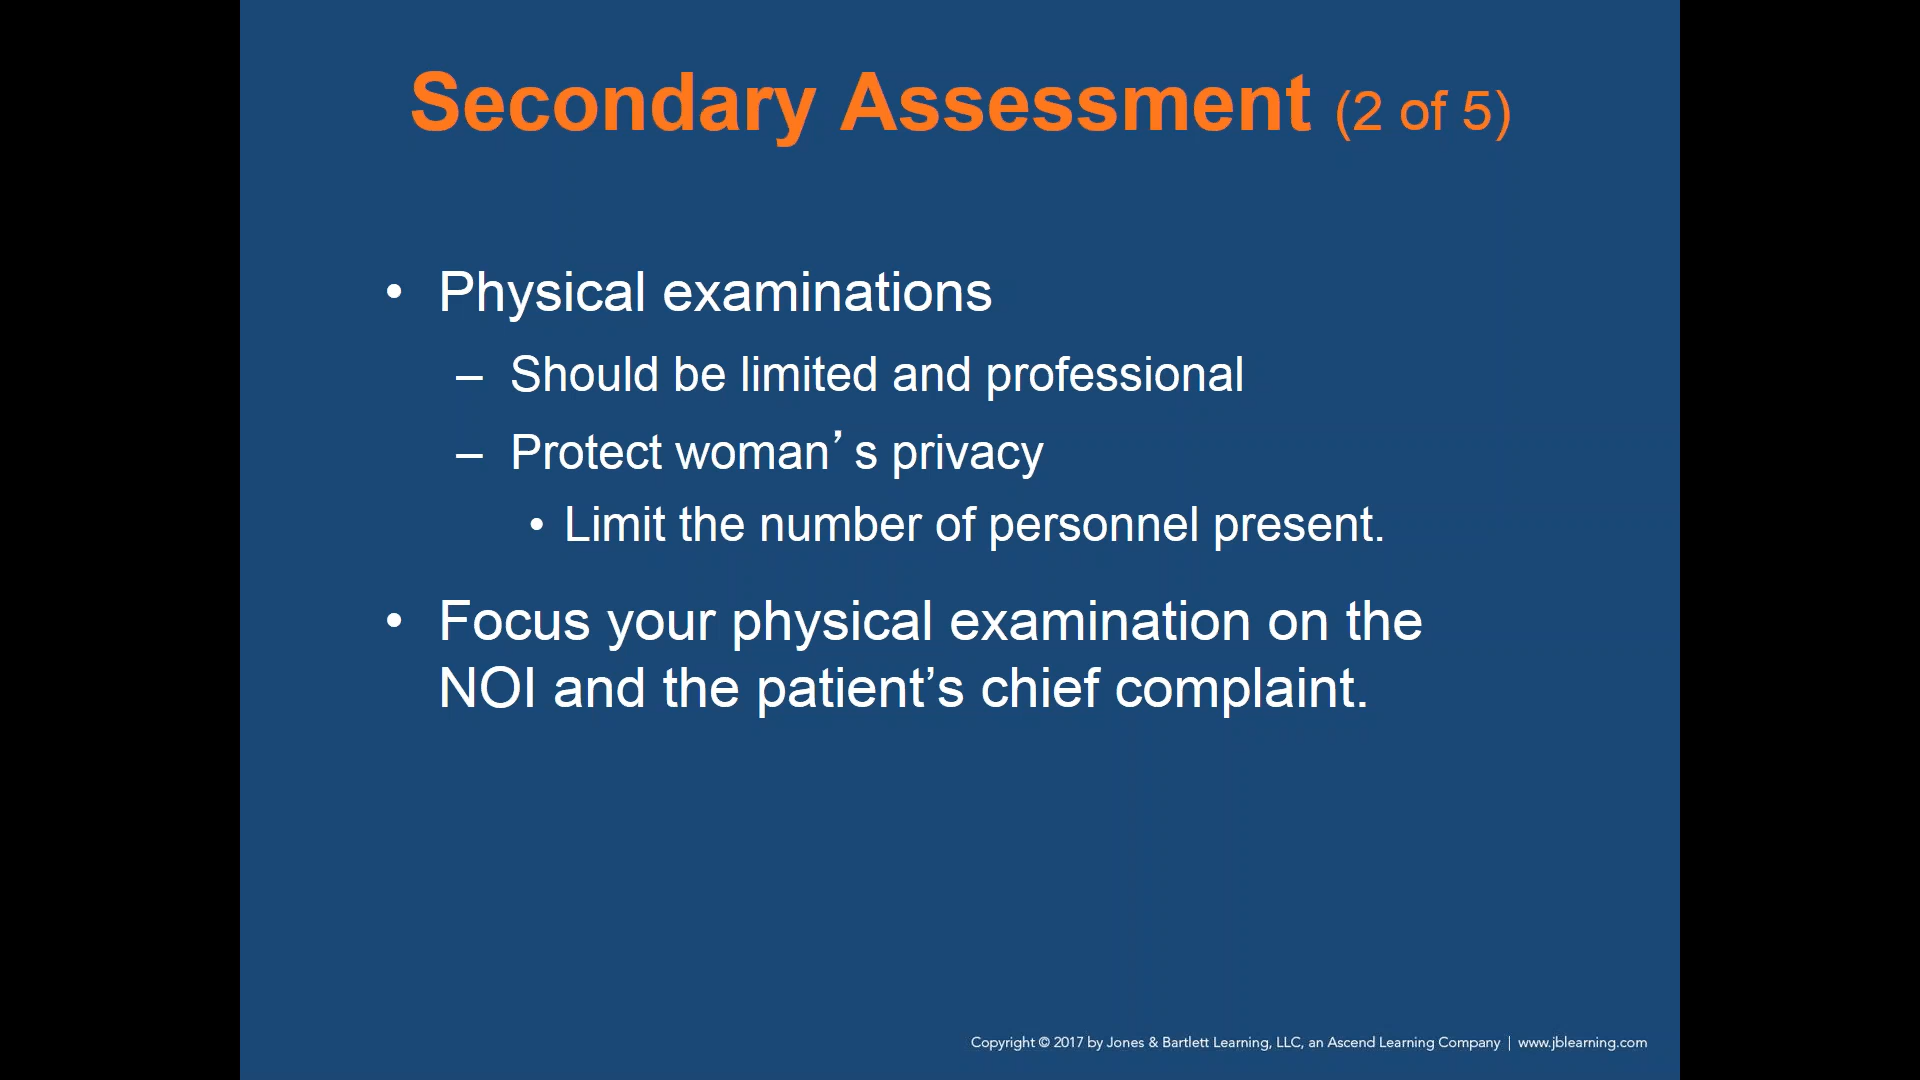 Secondary Assessment (2 of 5)
• Physical examinations
– Should be limited and professional
– Protect woman’s privacy
• Limit the number of personnel present.
• Focus your physical examination on the
NOI and the patient’s chief complaint.
Copyright © 2017 by Jones & Bartlett Learning, LLC, an Ascend Learning Company | www.jblearning.com